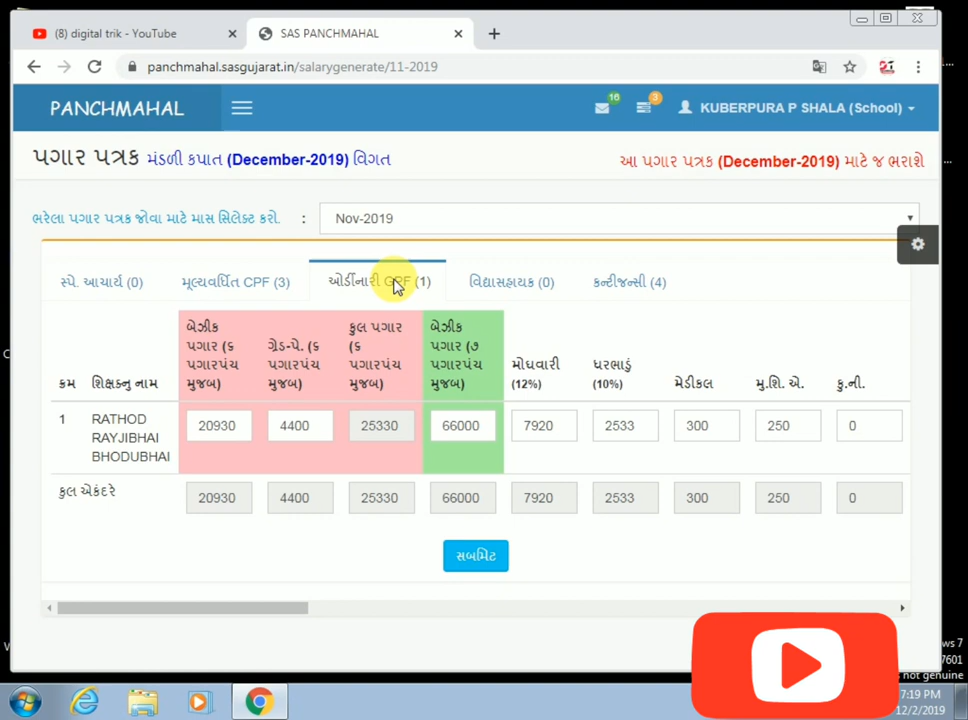 (8) digital trik - YouTube
SAS PANCHMAHAL
panchmahal.sasgujarat.in/salarygenerate/11-2019
PANCHMAHAL
16
3
KUBERPURA P SHALA (School)
પગાર પત્રક મંડળી કપાત (December-2019) વિગત
આ પગાર પત્રક (December-2019) માટે જ ભરાશે
ભરેલા પગાર પત્રક જોવા માટે માસ સિલેક્ટ કરો. :
Nov-2019
સ્પે. આચાર્ય (0)
મૂલ્યવર્ધિત CPF (3)
ઓર્ડીનારી GPF (1)
વિદ્યાસહાયક (0)
કન્ટીજન્સી (4)
ક્રમ
શિક્ષકનુ નામ
બેઝીક
પગાર (૬
પગારપંચ
મુજબ)
ગ્રેડ-પે. (૬
પગારપંચ
મુજબ)
કુલ પગાર
(૬
પગારપંચ
મુજબ)
બેઝીક
પગાર (૭
પગારપંચ
મુજબ)
મોઘવારી
(12%)
ઘરભાડું
(10%)
મેડીકલ
મુ.શિ. એ.
કુ.ની.
1 RATHOD
RAYJIBHAI
BHODUBHAI
20930 4400 25330 66000 7920 2533 300 250 0
કુલ એકંદરે 20930 4400 25330 66000 7920 2533 300 250 0
સબમિટ
7601
not genuine
7:19 PM
12/2/2019